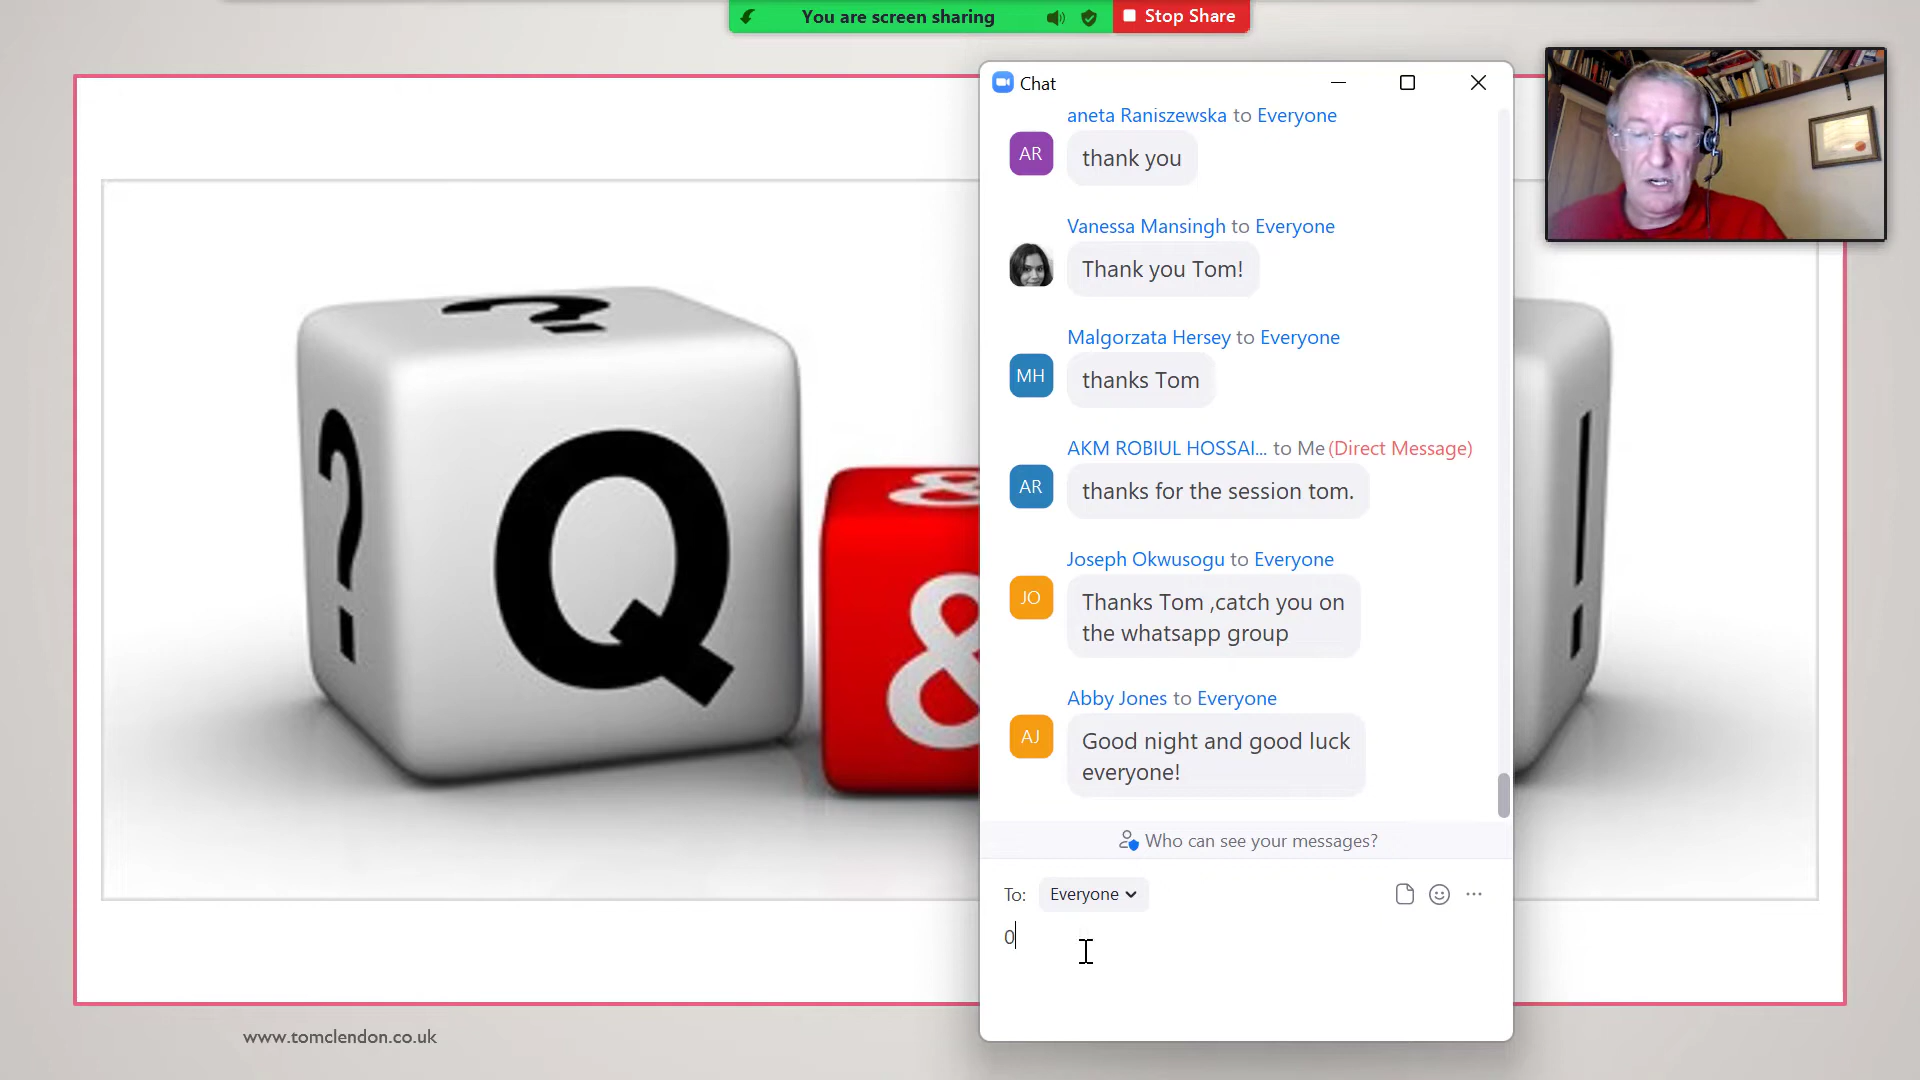 You are screen sharing
Stop Share
Chat
aneta Raniszewska to Everyone
AR
thank you
Vanessa Mansingh to Everyone
Thank you Tom!
Malgorzata Hersey to Everyone
MH
thanks Tom
AKM ROBIUL HOSSAI... to Me (Direct Message)
AR
thanks for the session tom.
Joseph Okwusogu to Everyone
JO
Thanks Tom ,catch you on
the whatsapp group
Abby Jones to Everyone
AJ
Good night and good luck
everyone!
Who can see your messages?
To: Everyone
0
? ? Q & & !
www.tomclendon.co.uk